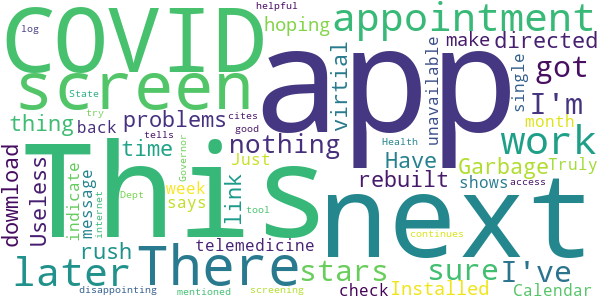 COVID
app
appointment
screen
hoping
helpful
log
make
directed
got
virtial
unavailable
single
I'm
State
thing
back
problems
cites
good
nothing
work
try
tells
Governor
Health
month
dowmload
Useless
indicate
message
internet
This
time
link
Just
Have
rebuilt
Garbage
Truly
Dept
week
says
tool
shows
access
next
rush
There
telemedicine
continues
later
stars
sure
I've
disappointing
mentioned
screening
check
Installed
Calendar